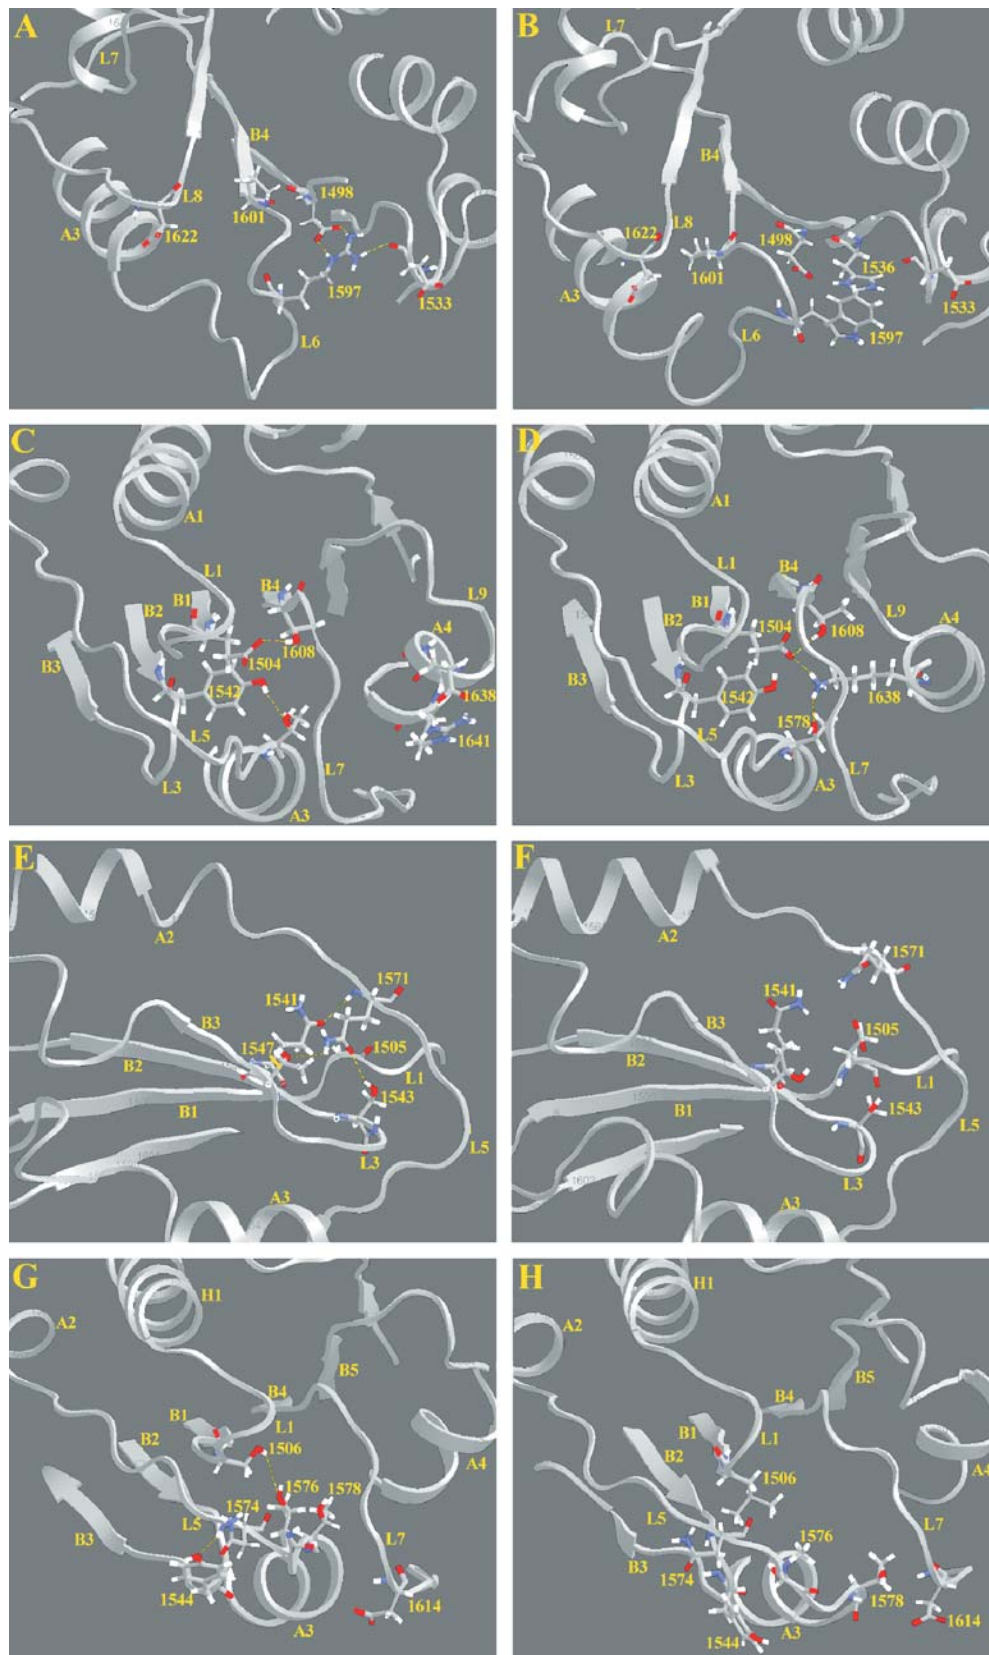 A
L7
B4
L8
1498
A3
1622
1601
1597
1533
L6
B
L7
B4
1622
L8
1498
1601
1536
A3
1533
L6
1597
C
A1
L1
B4
B1
B2
L9
1608
A4
B3
1504
1542
1638
1641
L5
L3
L7
A3
D
A1
L1
B4
B1
B2
L9
1504
1608
A4
B3
1542
1638
1578
L5
L3
L7
A3
E
A2
1571
1541
B3
1547
1505
B2
L1
1543
B1
L5
L3
A3
F
A2
1571
1541
B3
1505
B2
L1
B1
1543
L5
L3
A3
G
H1
A2
B5
B4
B1
L1
B2
1506
A4
1576
1578
1574
L5
B3
L7
1544
1614
A3
H
H1
A2
B5
B4
B1
L1
B2
A4
1506
L5
1576
L7
B3
1574
1578
1614
A3
1544